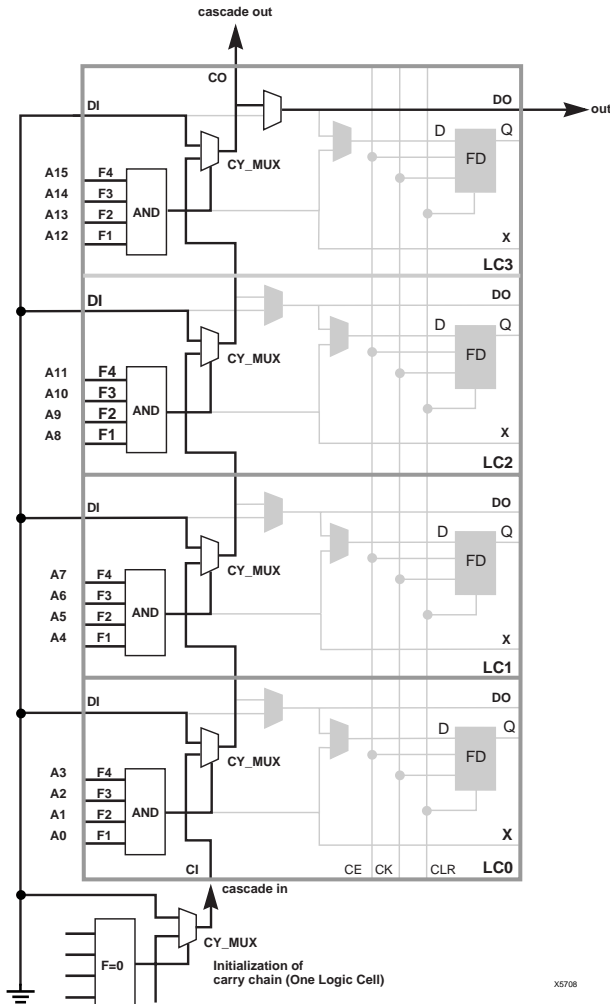 cascade out
CO
DI
DO
out
D
Q
FD
CY_MUX
A15 F4
A14 F3
A13 F2
A12 F1
AND
X
LC3
DI
DO
D
Q
FD
CY_MUX
A11 F4
A10 F3
A9 F2
A8 F1
AND
X
LC2
DI
DO
D
Q
FD
CY_MUX
A7 F4
A6 F3
A5 F2
A4 F1
AND
X
LC1
DI
DO
D
Q
FD
CY_MUX
A3 F4
A2 F3
A1 F2
A0 F1
AND
X
CI
CE CK CLR LC0
cascade in
CY_MUX
F=0
Initialization of
carry chain (One Logic Cell)
X5708